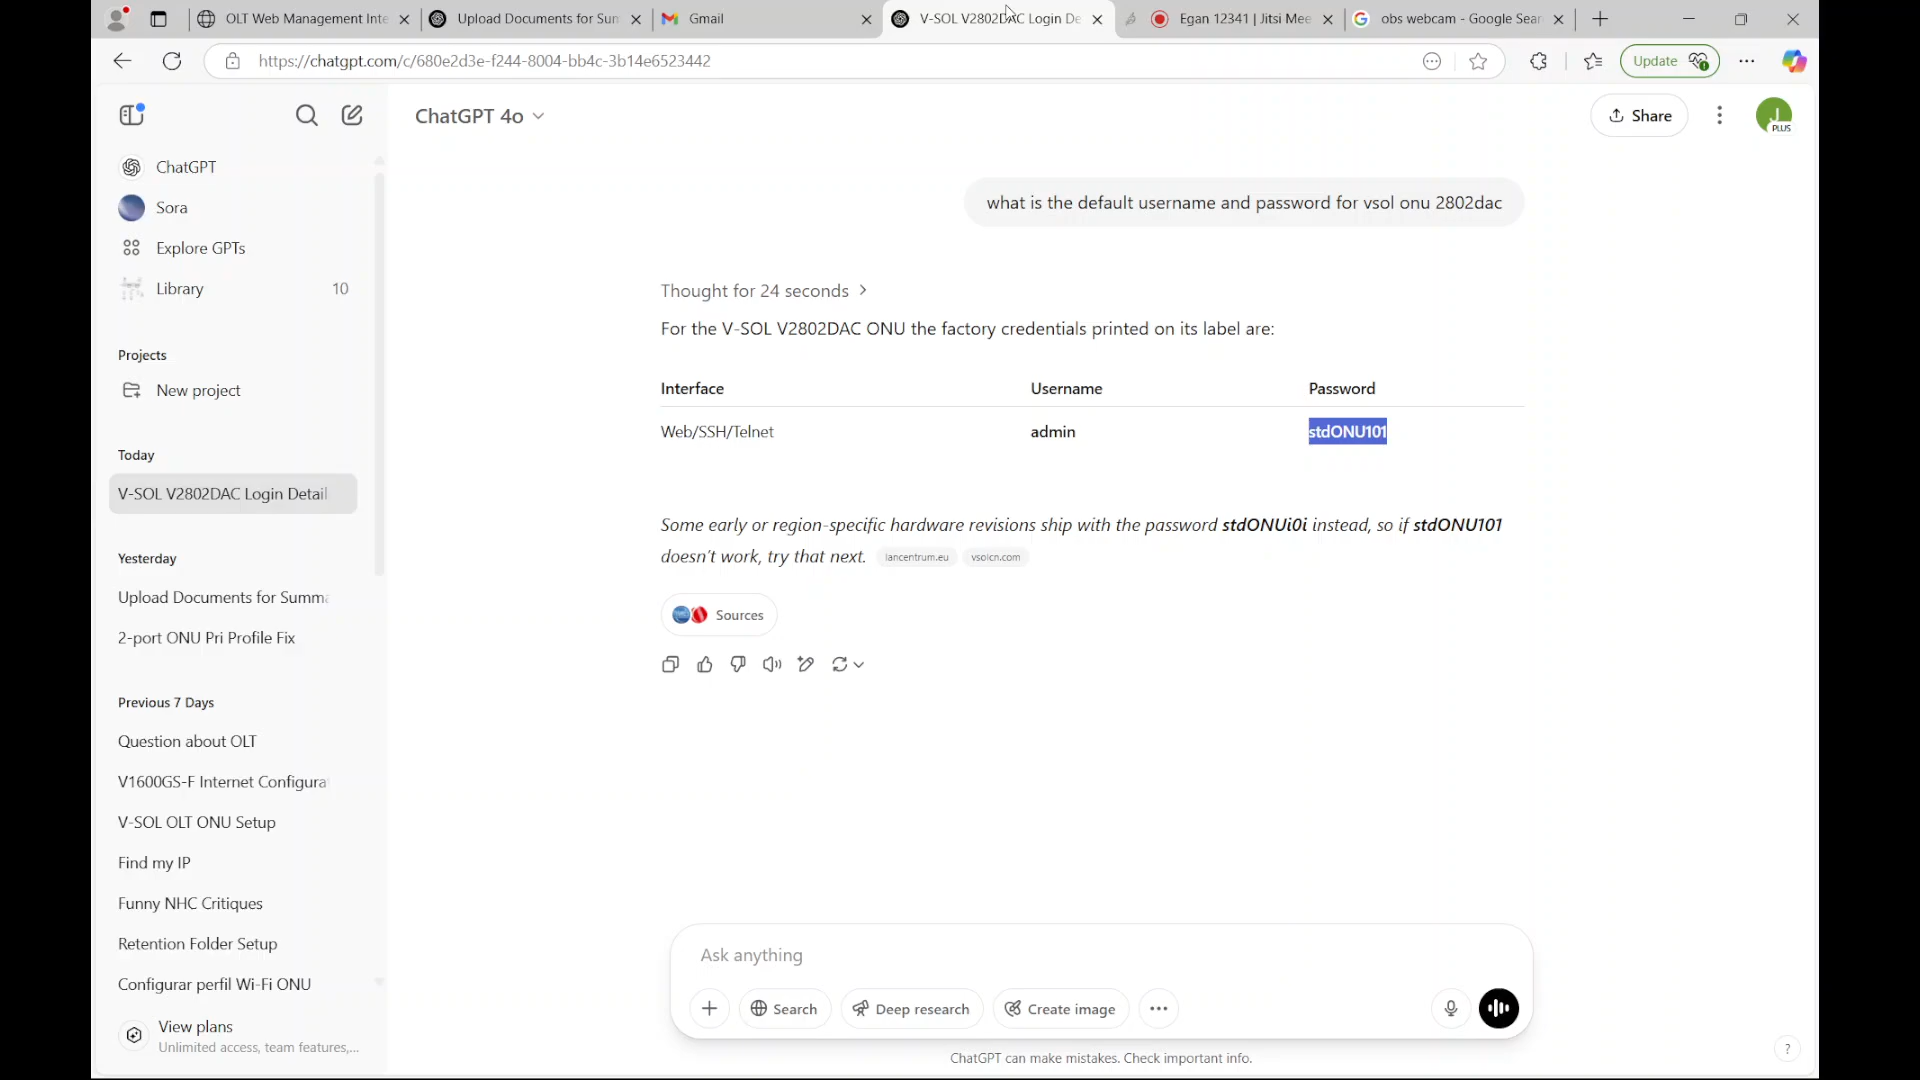 OLT Web Management Inte
Upload Documents for Sum
Gmail
V-SOL V2802DAC Login De
Egan 12341 | Jitsi Mee
obs webcam - Google Sear
https://chatgpt.com/c/680e2d3e-f244-8004-bb4c-3b14e6523442
Update
ChatGPT 4o
Share
PLUS
J
ChatGPT
Sora
Explore GPTs
Library 10
Projects
New project
Today
V-SOL V2802DAC Login Detail
Yesterday
Upload Documents for Summa
2-port ONU Pri Profile Fix
Previous 7 Days
Question about OLT
V1600GS-F Internet Configurat
V-SOL OLT ONU Setup
Find my IP
Funny NHC Critiques
Retention Folder Setup
Configurar perfil Wi-Fi ONU
View plans
Unlimited access, team features,...
what is the default username and password for vsol onu 2802dac
Thought for 24 seconds
For the V-SOL V2802DAC ONU the factory credentials printed on its label are:
Interface Username Password
Web/SSH/Telnet admin stdONU101
Some early or region-specific hardware revisions ship with the password stdONUi0i instead, so if stdONU101
doesn't work, try that next. lancentrum.eu vsolcn.com
Sources
Ask anything
Search Deep research Create image
ChatGPT can make mistakes. Check important info.
?